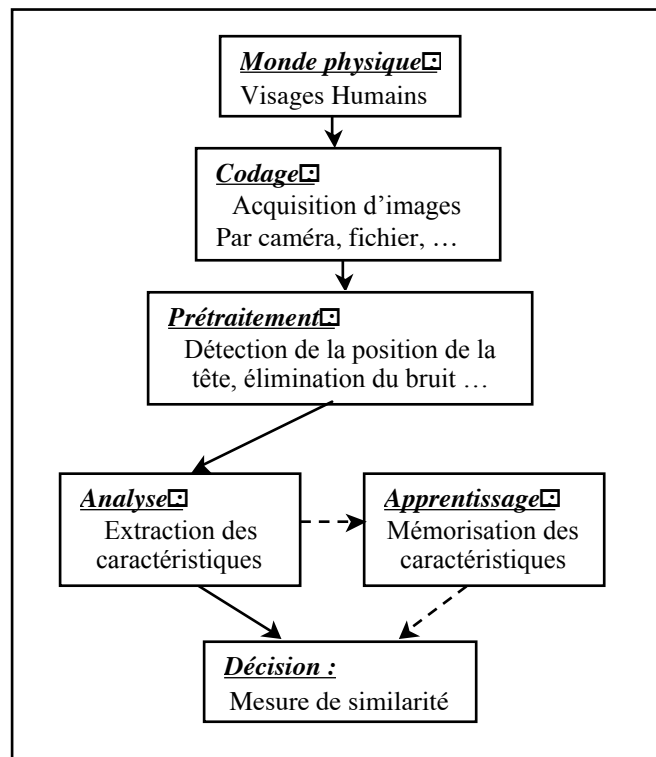 Monde physique :
Visages Humains
Codage :
Acquisition d’images
Par caméra, fichier, …
Prétraitement :
Détection de la position de la
tête, élimination du bruit …
Analyse :
Extraction des
caractéristiques
Apprentissage :
Mémorisation des
caractéristiques
Décision :
Mesure de similarité